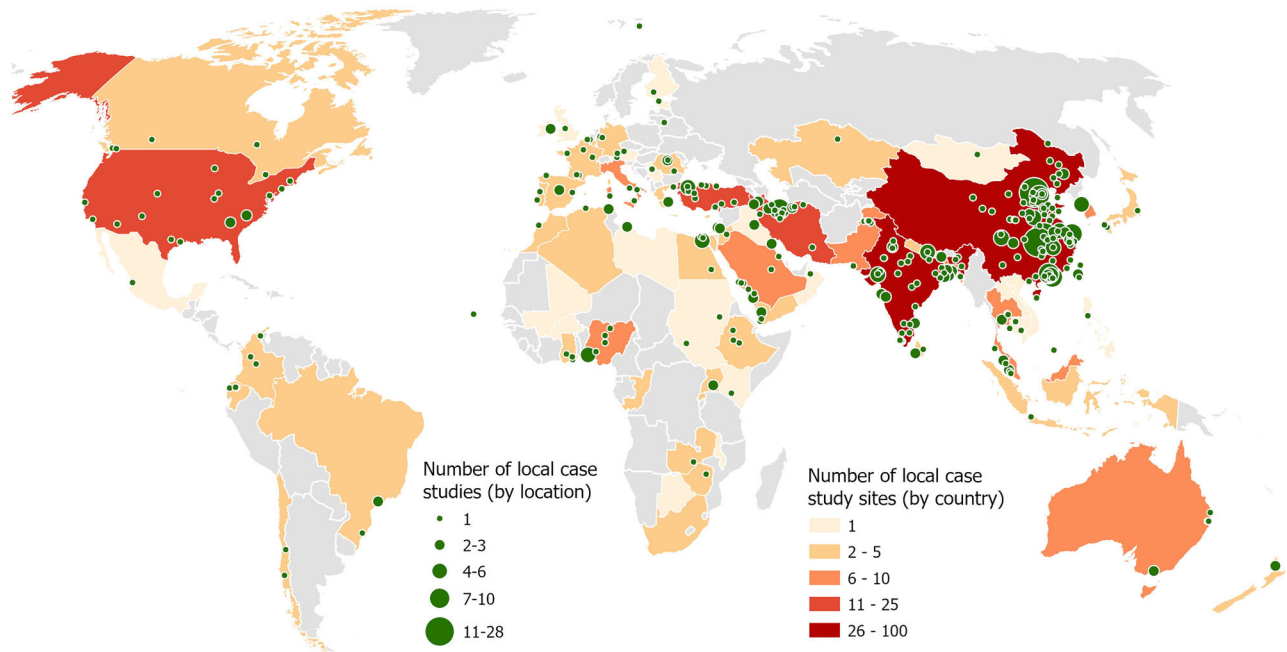 Number of local case
studies (by location)
1
2-3
4-6
7-10
11-28
Number of local case
study sites (by country)
1
2 - 5
6 - 10
11 - 25
26 - 100